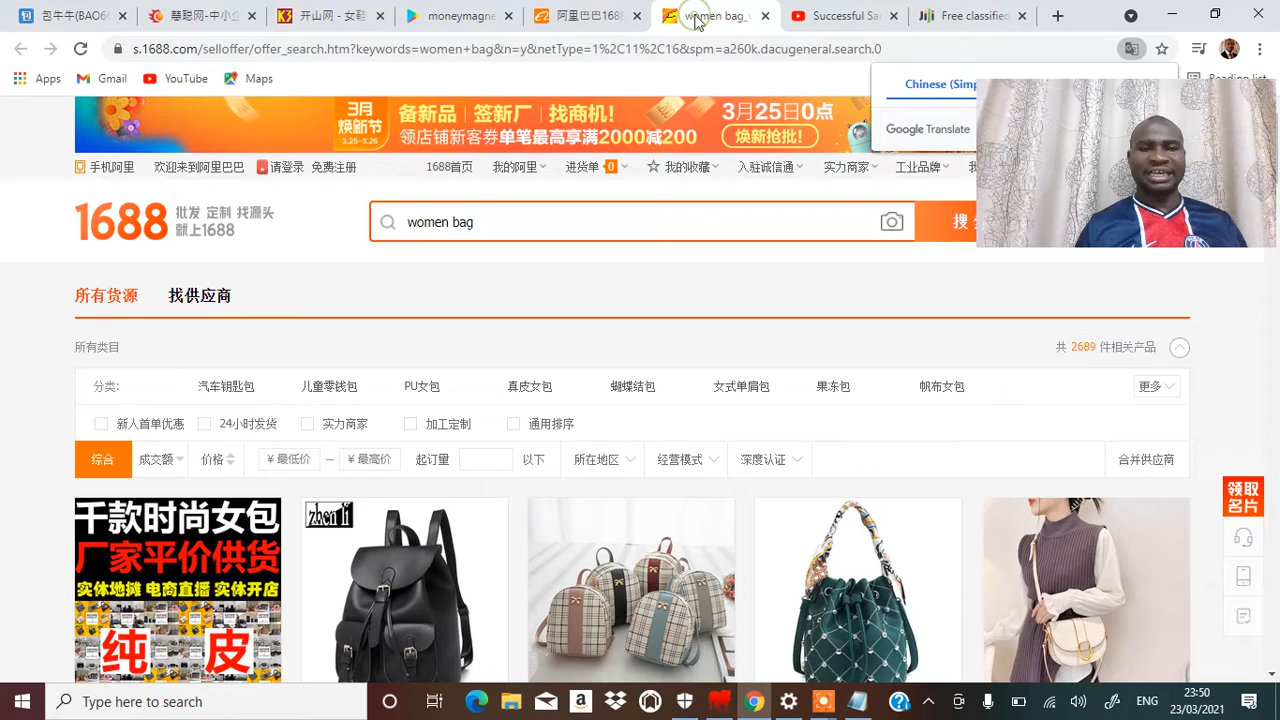 包牛牛(BAO6
慧聪网-中小企
开山网 - 女鞋
moneymagne
阿里巴巴1688
women bag_
Successful Sa
Free classified
s.1688.com/selloffer/offer_search.htm?keywords=women+bag&n=y&netType=1%2C11%2C16&spm=a260k.dacugeneral.search.0
Apps
Gmail
YouTube
Maps
Reading list
Chinese (Simp
Google Translate
3月
焕新节
3.25-3.26
备新品 | 签新厂 | 找商机!
领店铺新客券单笔最高享满2000减200
3月25日0点
焕新抢批!
手机阿里
欢迎来到阿里巴巴
请登录
免费注册
1688首页
我的阿里
进货单 0
我的收藏
入驻诚信通
实力商家
工业品牌
1688
批发 定制 找源头
就上1688
women bag
搜
所有货源
找供应商
所有类目
共 2689 件相关产品
分类:
汽车钥匙包
儿童零钱包
PU女包
真皮女包
蝴蝶结包
女式单肩包
果冻包
帆布女包
更多
新人首单优惠
24小时发货
实力商家
加工定制
通用排序
综合
成交额
价格
¥ 最低价 – ¥ 最高价
起订量
以下
所在地区
经营模式
深度认证
合并供应商
领取
名片
千款时尚女包
厂家平价供货
实体地摊 电商直播 实体开店
纯 皮
zhen li
Type here to search
ENG
23:50
23/03/2021